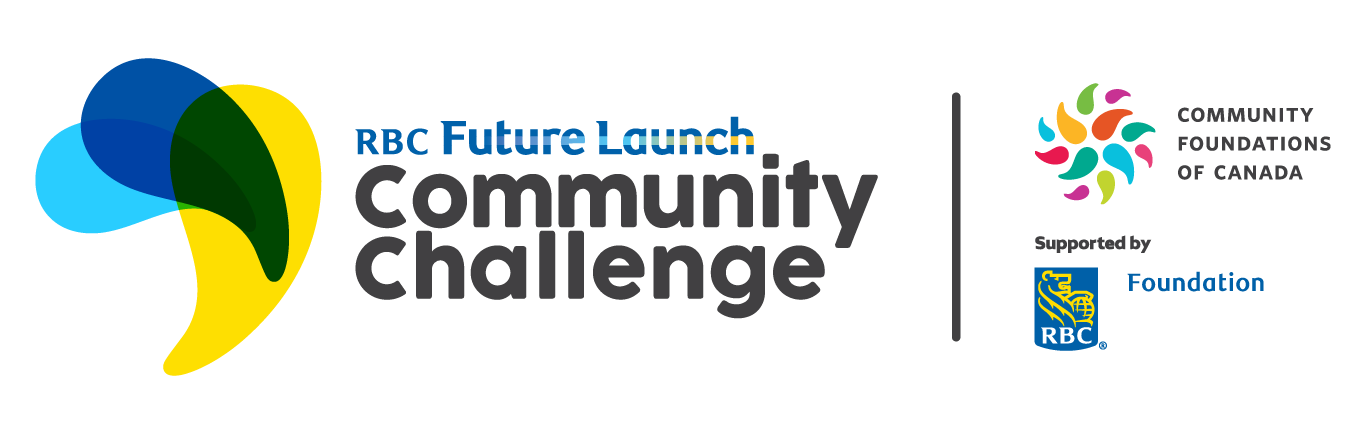 RBC Future Launch
Community
Challenge
COMMUNITY
FOUNDATIONS
OF CANADA
Supported by
RBC®
Foundation